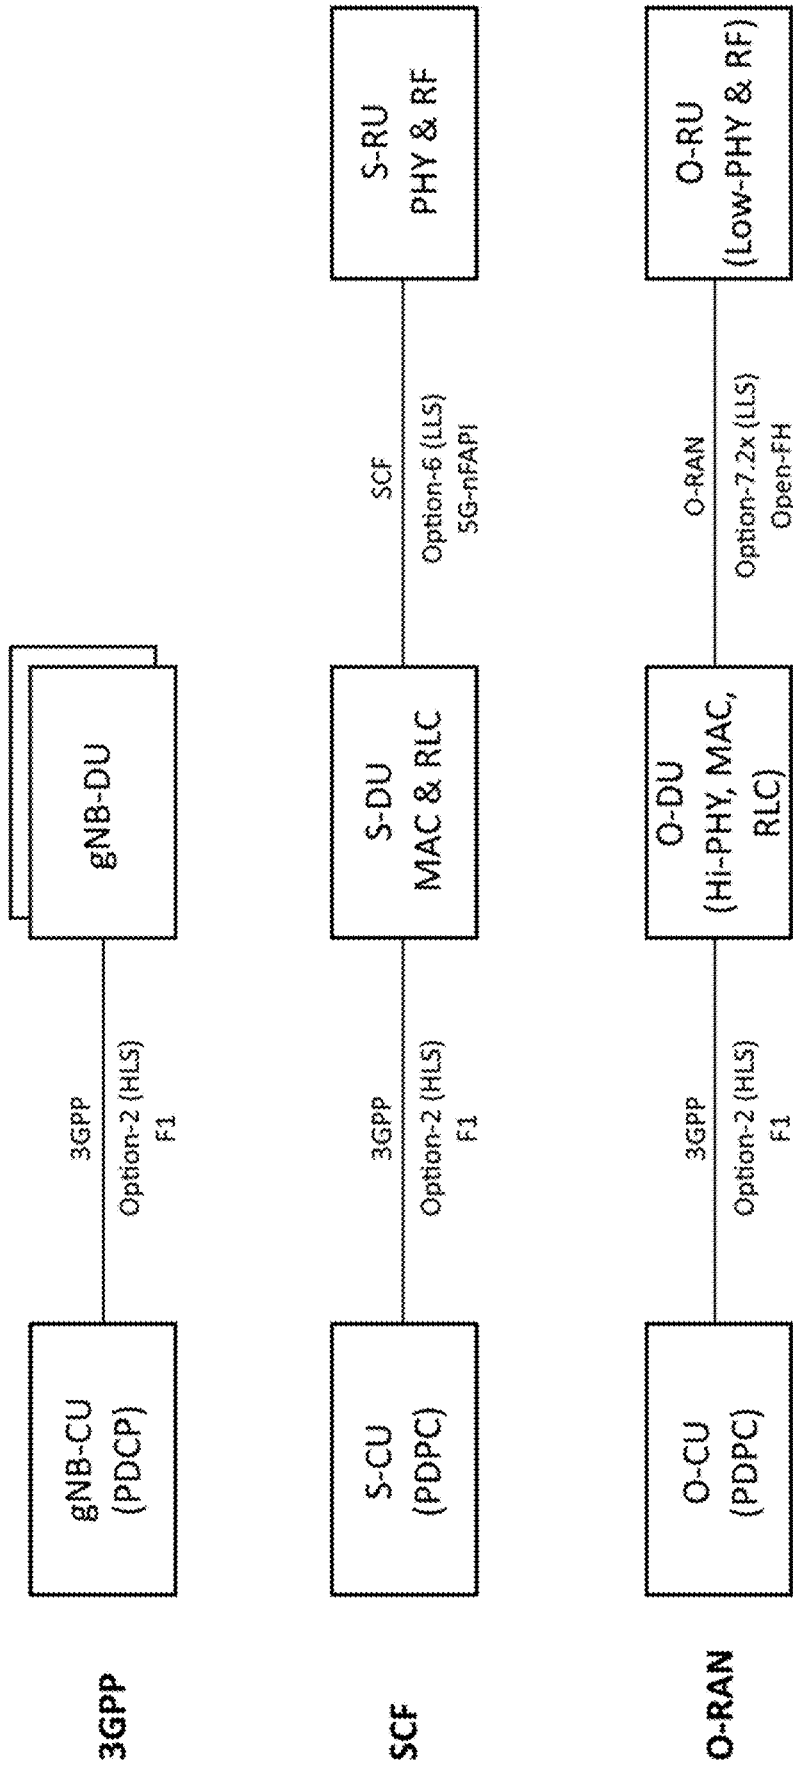 3GPP
gNB-CU
(PDCP)
3GPP
Option-2 (HLS)
F1
gNB-DU
SCF
S-CU
(PDPC)
3GPP
Option-2 (HLS)
F1
S-DU
MAC & RLC
SCF
Option-6 (LLS)
5G-nFAPI
S-RU
PHY & RF
O-RAN
O-CU
(PDPC)
3GPP
Option-2 (HLS)
F1
O-DU
(Hi-PHY, MAC,
RLC)
O-RAN
Option-7.2x (LLS)
Open-FH
O-RU
(Low-PHY & RF)